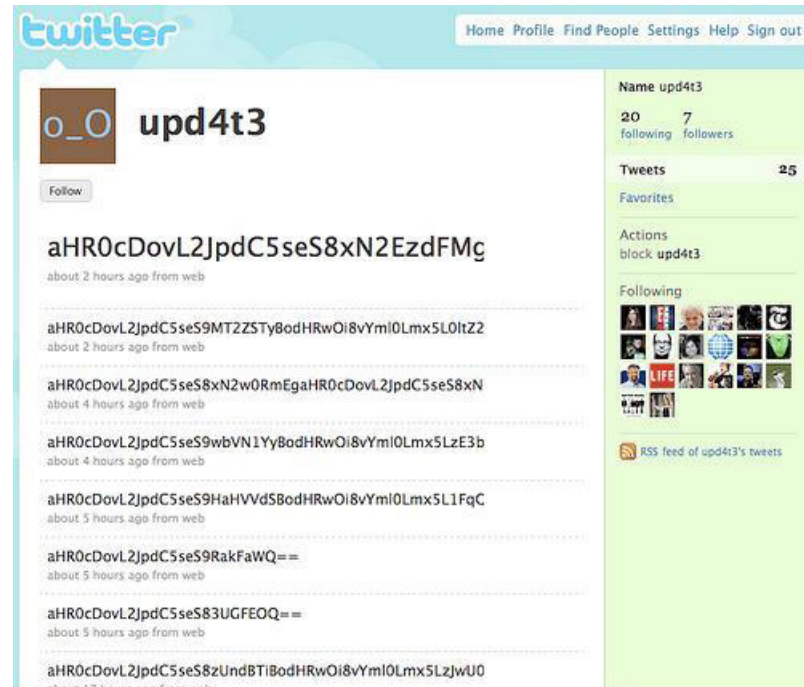 twitter
Home Profile Find People Settings Help Sign out
o_O upd4t3
Follow
aHR0cDovL2JpdC5seS8xN2EzdFMg
about 2 hours ago from web
aHR0cDovL2JpdC5seS9MT2ZSTyBodHRwOi8vYml0Lmx5L0ltZ2
about 2 hours ago from web
aHR0cDovL2JpdC5seS8xN2w0RmEgaHR0cDovL2JpdC5seS8xN
about 4 hours ago from web
aHR0cDovL2JpdC5seS9wbVN1YyBodHRwOi8vYml0Lmx5LzE3b
about 4 hours ago from web
aHR0cDovL2JpdC5seS9HaHVVdSBodHRwOi8vYml0Lmx5L1FqC
about 5 hours ago from web
aHR0cDovL2JpdC5seS9RakFaWQ==
about 5 hours ago from web
aHR0cDovL2JpdC5seS83UGFEOQ==
about 5 hours ago from web
aHR0cDovL2JpdC5seS8zUndBTiBodHRwOi8vYml0Lmx5LzJwU0
Name upd4t3
20 7
following followers
Tweets 25
Favorites
Actions
block upd4t3
Following
LIFE
RSS feed of upd4t3's tweets